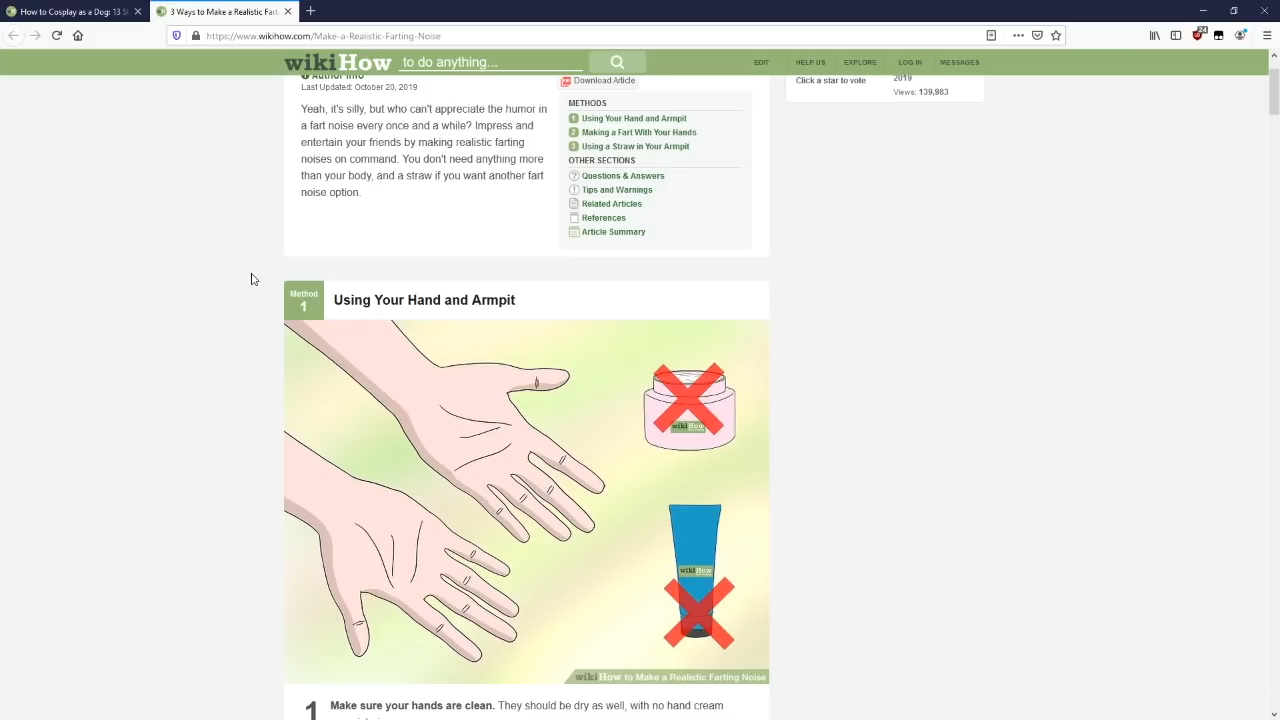 How to Cosplay as a Dog: 13 St
3 Ways to Make a Realistic Fartin
https://www.wikihow.com/Make-a-Realistic-Farting-Noise
24
wikiHow to do anything...
EDIT HELP US EXPLORE LOG IN MESSAGES
Author Info
Last Updated: October 20, 2019
Download Article
Click a star to vote
2019
Views: 139,983
Yeah, it's silly, but who can't appreciate the humor in
a fart noise every once and a while? Impress and
entertain your friends by making realistic farting
noises on command. You don't need anything more
than your body, and a straw if you want another fart
noise option.
METHODS
1 Using Your Hand and Armpit
2 Making a Fart With Your Hands
3 Using a Straw in Your Armpit
OTHER SECTIONS
Questions & Answers
Tips and Warnings
Related Articles
References
Article Summary
Method
1
Using Your Hand and Armpit
wikiHow
wikiHow
wikiHow to Make a Realistic Farting Noise
1 Make sure your hands are clean. They should be dry as well, with no hand cream